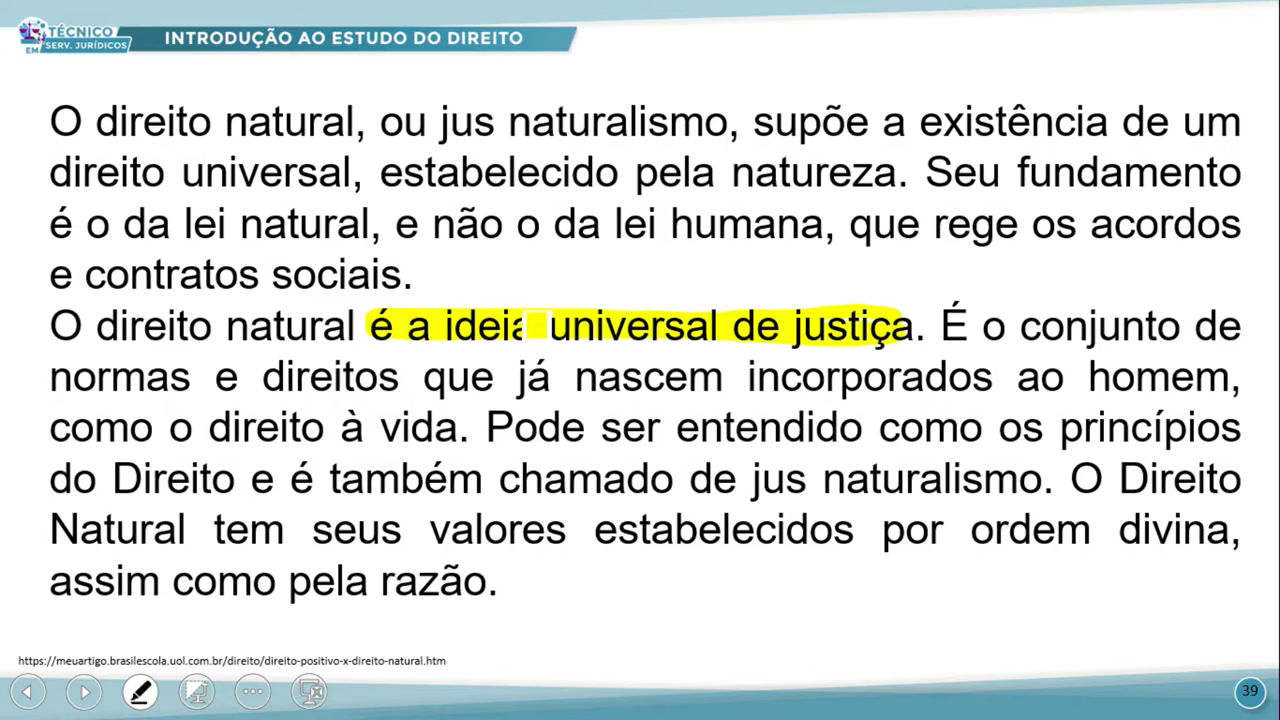 TÉCNICO
EM SERV. JURÍDICOS
INTRODUÇÃO AO ESTUDO DO DIREITO
O direito natural, ou jus naturalismo, supõe a existência de um
direito universal, estabelecido pela natureza. Seu fundamento
é o da lei natural, e não o da lei humana, que rege os acordos
e contratos sociais.
O direito natural é a ideia universal de justiça. É o conjunto de
normas e direitos que já nascem incorporados ao homem,
como o direito à vida. Pode ser entendido como os princípios
do Direito e é também chamado de jus naturalismo. O Direito
Natural tem seus valores estabelecidos por ordem divina,
assim como pela razão.
https://meuartigo.brasilescola.uol.com.br/direito/direito-positivo-x-direito-natural.htm
39